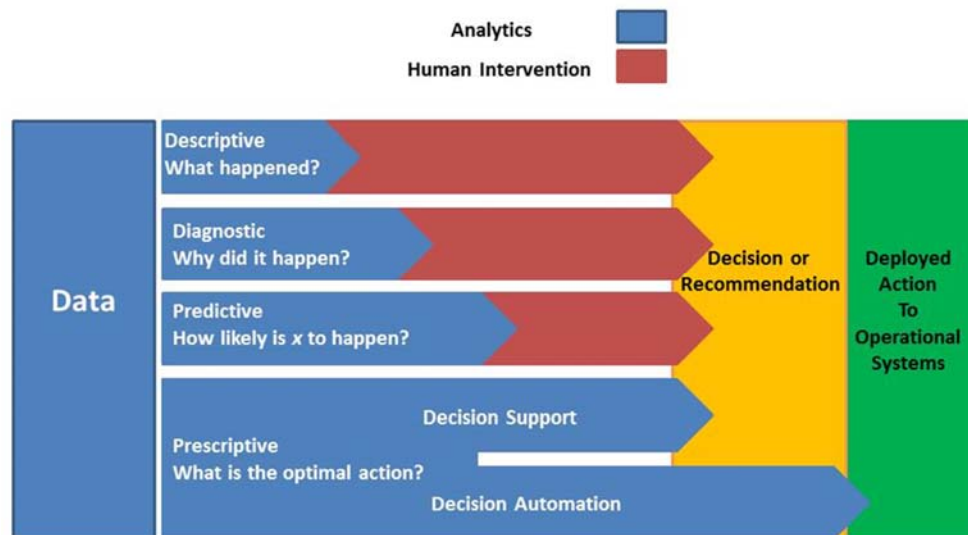 Analytics
Human Intervention
Data
Descriptive
What happened?
Diagnostic
Why did it happen?
Predictive
How likely is x to happen?
Prescriptive
What is the optimal action?
Decision Support
Decision Automation
Decision or
Recommendation
Deployed
Action
To
Operational
Systems